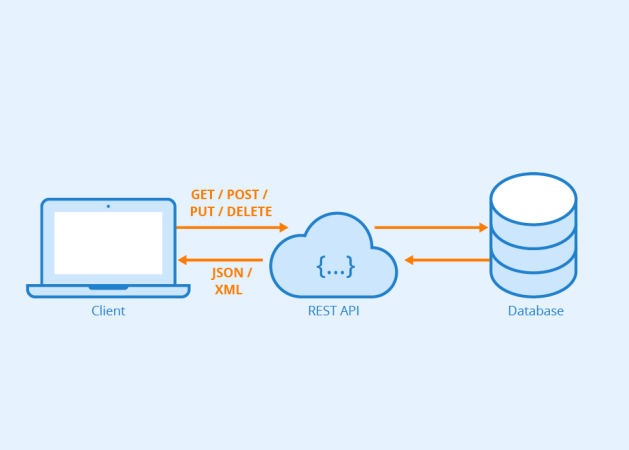 GET / POST /
PUT / DELETE
JSON /
XML
{...}
Client
REST API
Database